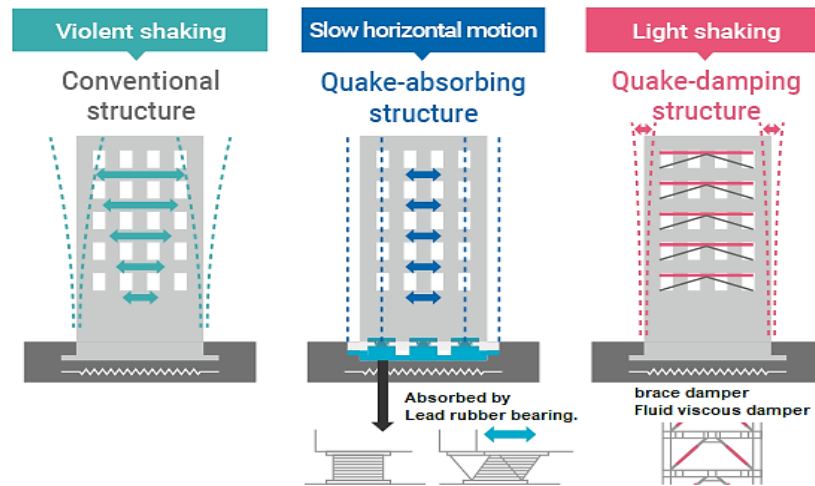 Violent shaking
Conventional
structure
Slow horizontal motion
Quake-absorbing
structure
Light shaking
Quake-damping
structure
Absorbed by
Lead rubber bearing.
brace damper
Fluid viscous damper